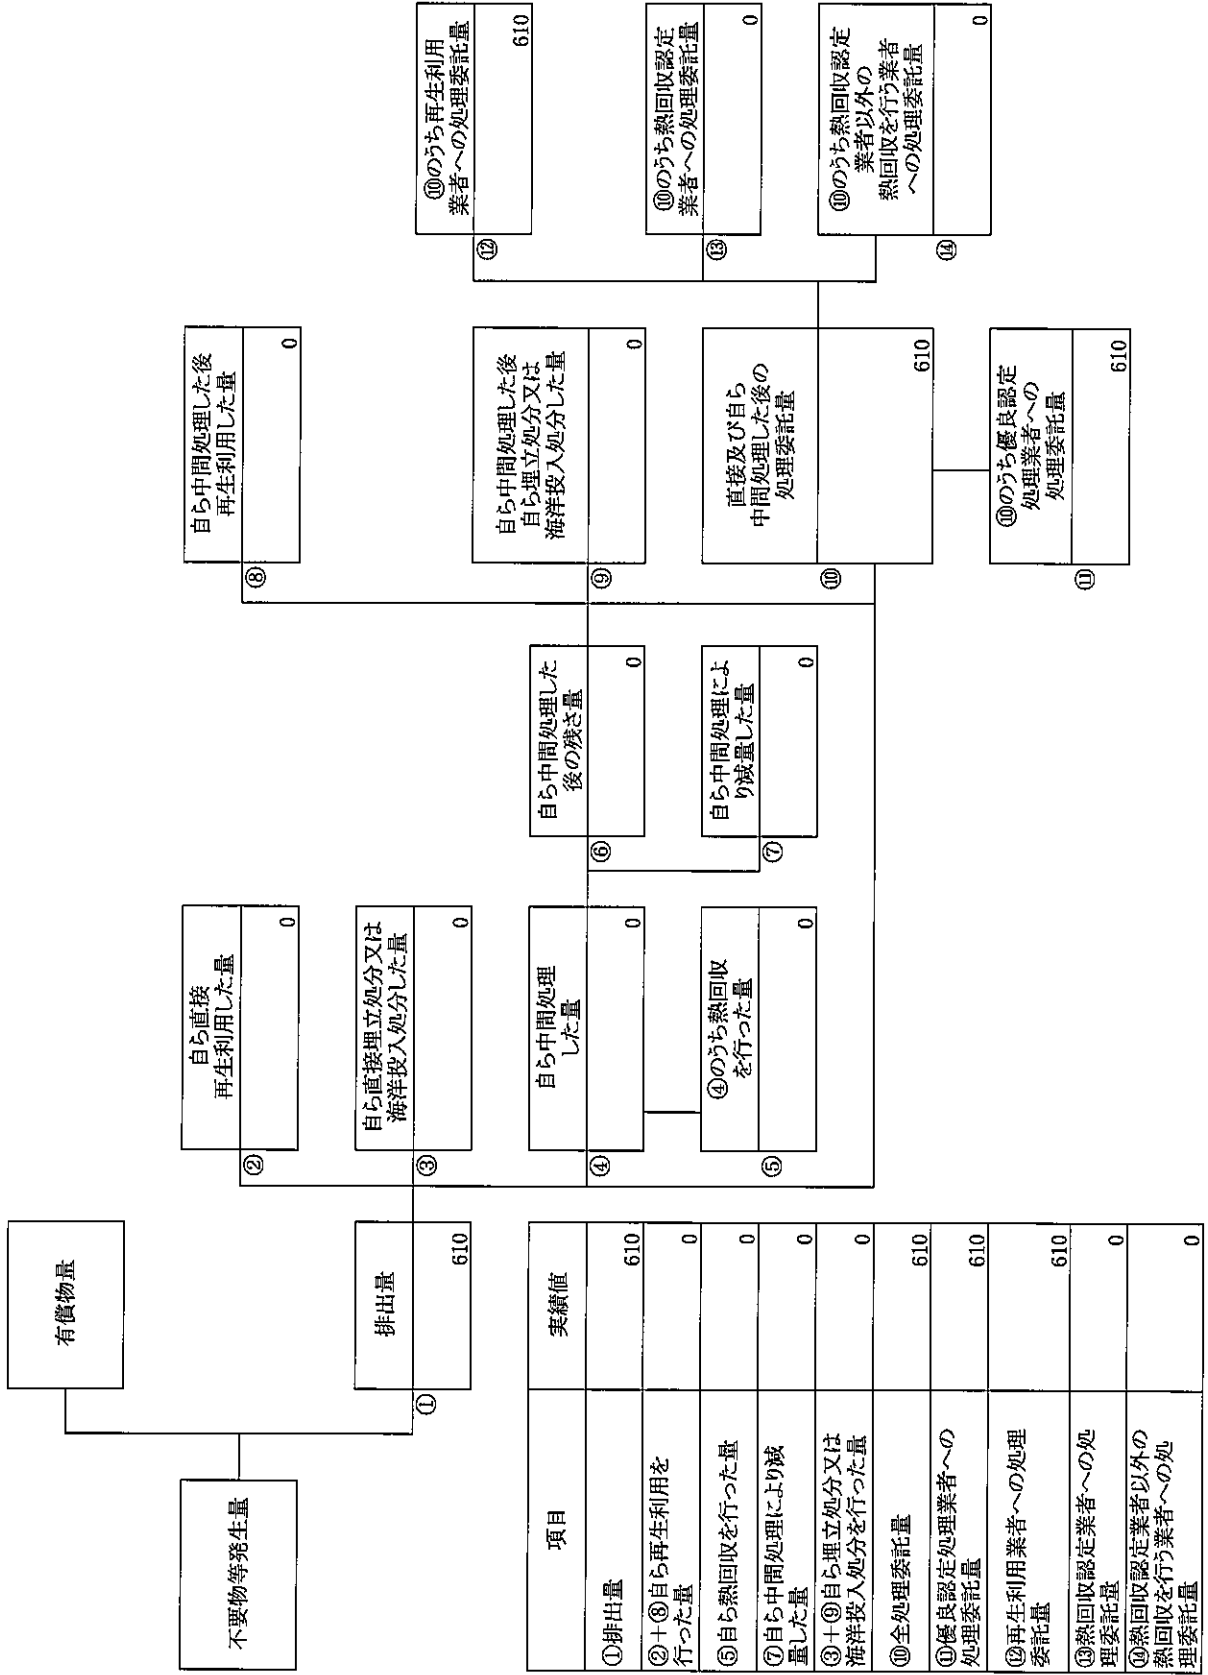 不要物等発生量
有償物量
排出量
①
610
自ら直接
再生利用した量
②
0
自ら直接埋立処分又は
海洋投入処分した量
③
0
自ら中間処理
した量
④
0
④のうち熱回収
を行った量
⑤
0
自ら中間処理した
後の残さ量
⑥
0
自ら中間処理によ
り減量した量
⑦
0
自ら中間処理した後
再生利用した量
⑧
0
自ら中間処理した後
自ら埋立処分又は
海洋投入処分した量
⑨
0
直接及び自ら
中間処理した後の
処理委託量
⑩
610
⑩のうち優良認定
処理業者への
処理委託量
⑪
610
⑩のうち再生利用
業者への処理委託量
⑫
610
⑩のうち熱回収認定
業者への処理委託量
⑬
0
⑩のうち熱回収認定
業者以外の
熱回収を行う業者
への処理委託量
⑭
0
項目 実績値
①排出量 610
②+⑧自ら再生利用を
行った量 0
⑤自ら熱回収を行った量 0
⑦自ら中間処理により減
量した量 0
③+⑨自ら埋立処分又は
海洋投入処分を行った量 0
⑩全処理委託量 610
⑪優良認定処理業者への
処理委託量 610
⑫再生利用業者への処理
委託量 610
⑬熱回収認定業者への処
理委託量 0
⑭熱回収認定業者以外の
熱回収を行う業者への処
理委託量 0